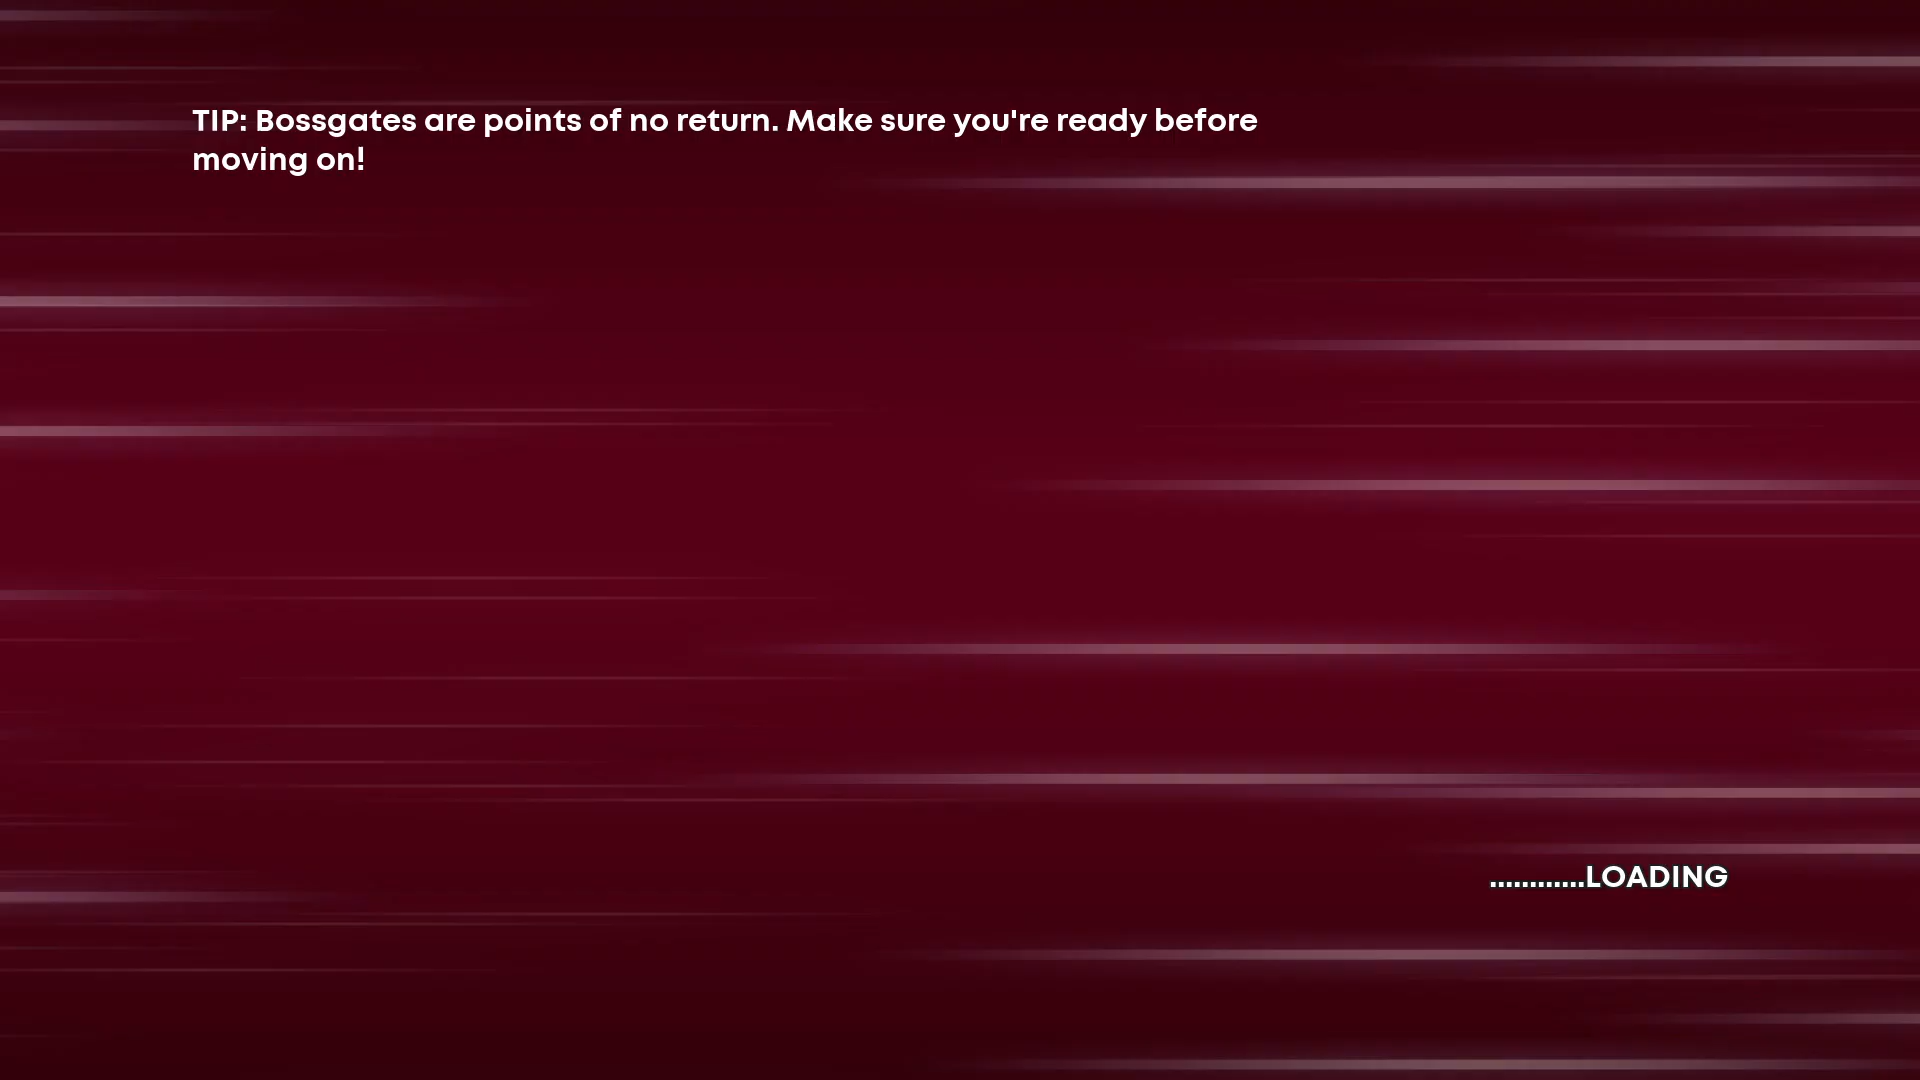 TIP: Bossgates are points of no return. Make sure you're ready before
moving on!
............LOADING